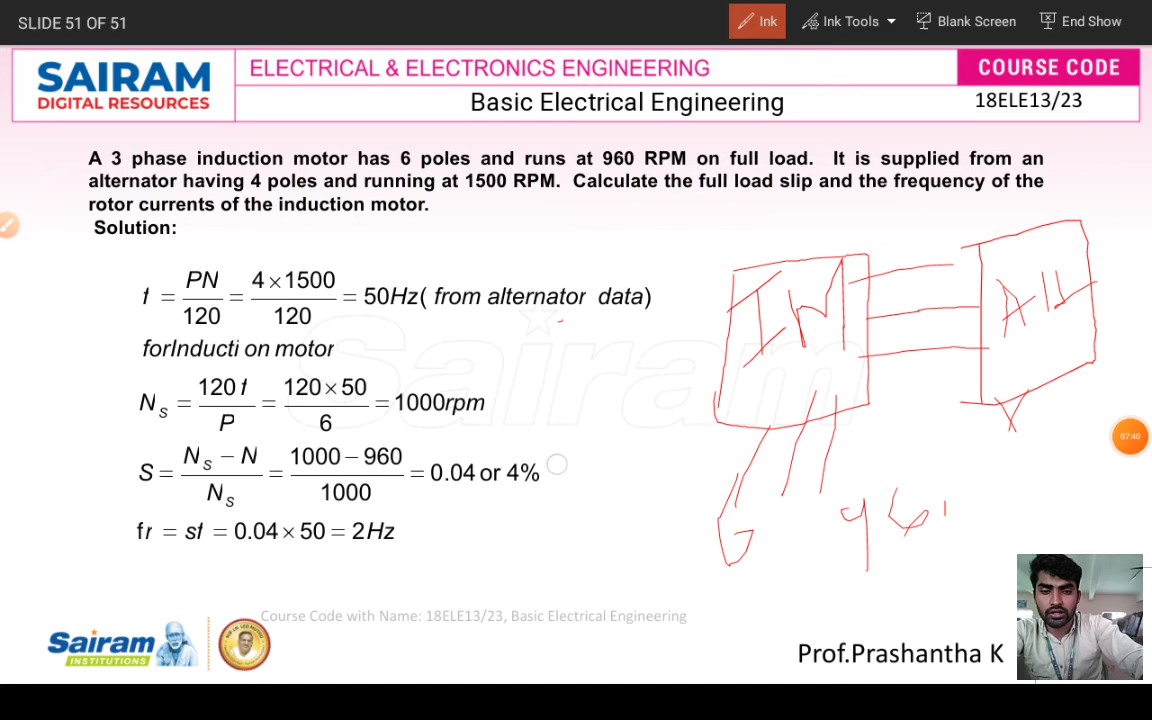 SLIDE 51 OF 51
Ink
Ink Tools
Blank Screen
End Show
SAIRAM
DIGITAL RESOURCES
ELECTRICAL & ELECTRONICS ENGINEERING
COURSE CODE
Basic Electrical Engineering
18ELE13/23
A 3 phase induction motor has 6 poles and runs at 960 RPM on full load. It is supplied from an
alternator having 4 poles and running at 1500 RPM. Calculate the full load slip and the frequency of the
rotor currents of the induction motor.
Solution:
f = PN/120 = 4×1500/120 = 50Hz( from alternator data)
forInducti on motor
N_S = 120 f/P = 120×50/6 = 1000rpm
S = N_S − N/N_S = 1000−960/1000 = 0.04 or 4%
fr = sf = 0.04×50 = 2Hz
IM
Alt
6
96
Sairam
Course Code with Name: 18ELE13/23, Basic Electrical Engineering
Sairam
INSTITUTIONS
Prof.Prashantha K
07:40